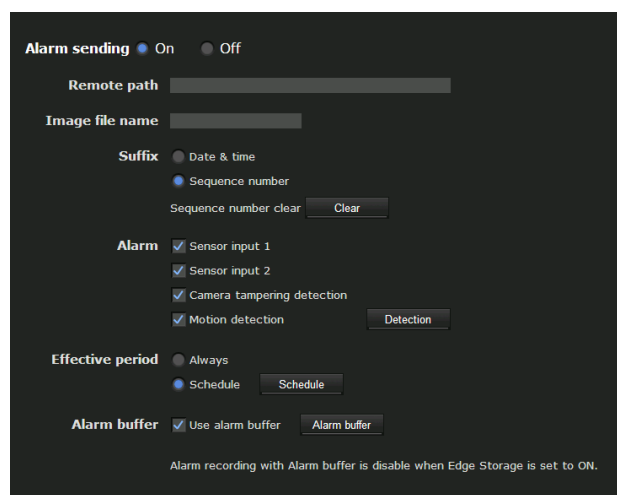 Alarm sending On Off
Remote path
Image file name
Suffix Date & time
Sequence number
Sequence number clear Clear
Alarm Sensor input 1
Sensor input 2
Camera tampering detection
Motion detection Detection
Effective period Always
Schedule Schedule
Alarm buffer Use alarm buffer Alarm buffer
Alarm recording with Alarm buffer is disable when Edge Storage is set to ON.